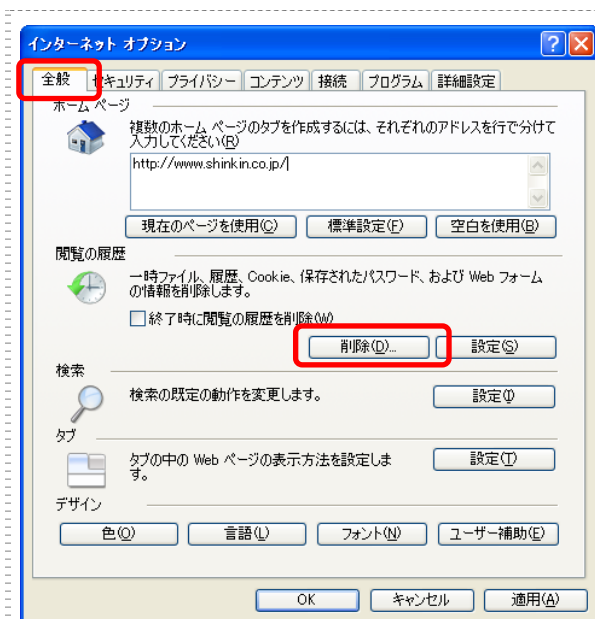 インターネット オプション
全般 セキュリティ プライバシー コンテンツ 接続 プログラム 詳細設定
ホーム ページ
複数のホーム ページのタブを作成するには、それぞれのアドレスを行で分けて
入力してください(R)
http://www.shinkin.co.jp/
現在のページを使用(C) 標準設定(F) 空白を使用(B)
閲覧の履歴
一時ファイル、履歴、Cookie、保存されたパスワード、および Web フォーム
の情報を削除します。
終了時に閲覧の履歴を削除(W)
削除(D)... 設定(S)
検索
検索の既定の動作を変更します。
設定(I)
タブ
タブの中の Web ページの表示方法を設定しま
す。
設定(T)
デザイン
色(O) 言語(L) フォント(N) ユーザー補助(E)
OK キャンセル 適用(A)